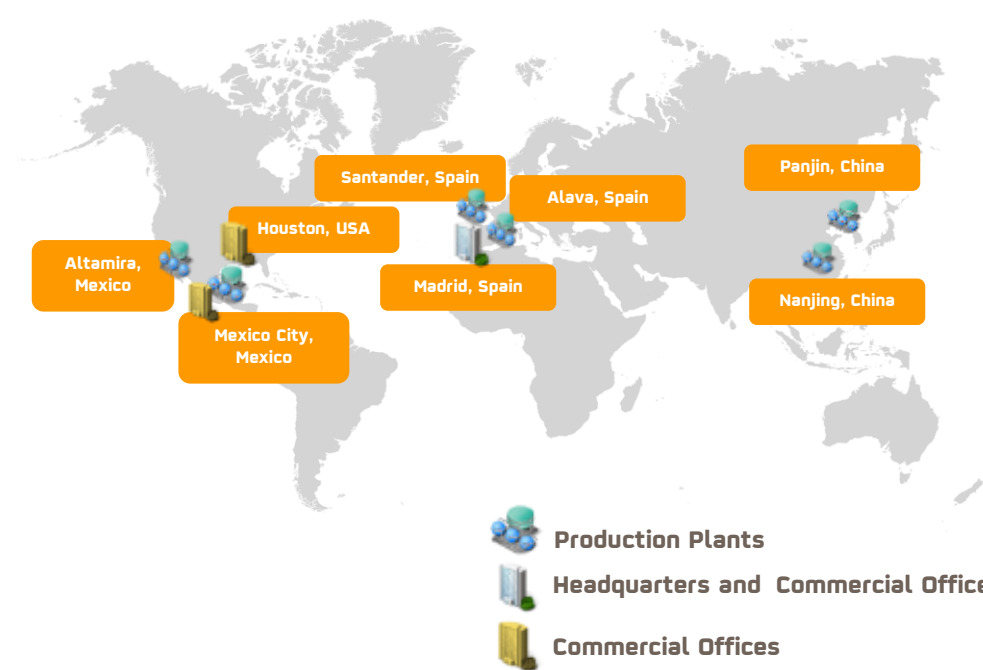 Santander, Spain
Panjin, China
Alava, Spain
Houston, USA
Altamira,
Mexico
Madrid, Spain
Nanjing, China
Mexico City,
Mexico
Production Plants
Headquarters and Commercial Office
Commercial Offices